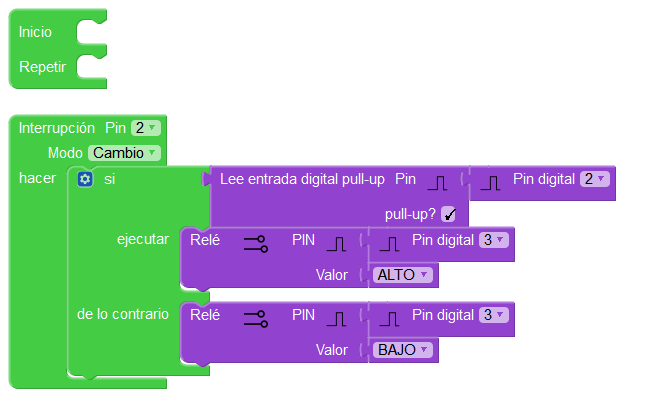 Inicio
Repetir
Interrupción Pin 2
Modo Cambio
hacer si Lee entrada digital pull-up Pin Pin digital 2
pull-up?
ejecutar Relé PIN Pin digital 3
Valor ALTO
de lo contrario Relé PIN Pin digital 3
Valor BAJO